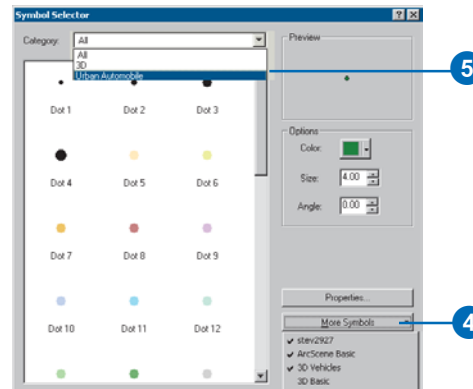 Symbol Selector
Category: All
All
3D
Urban Automobile
Dot 1 Dot 2 Dot 3
Dot 4 Dot 5 Dot 6
Dot 7 Dot 8 Dot 9
Dot 10 Dot 11 Dot 12
Preview
5
Options
Color:
Size: 4.00
Angle: 0.00
Properties...
More Symbols
4
stev2927
ArcScene Basic
3D Vehicles
3D Basic